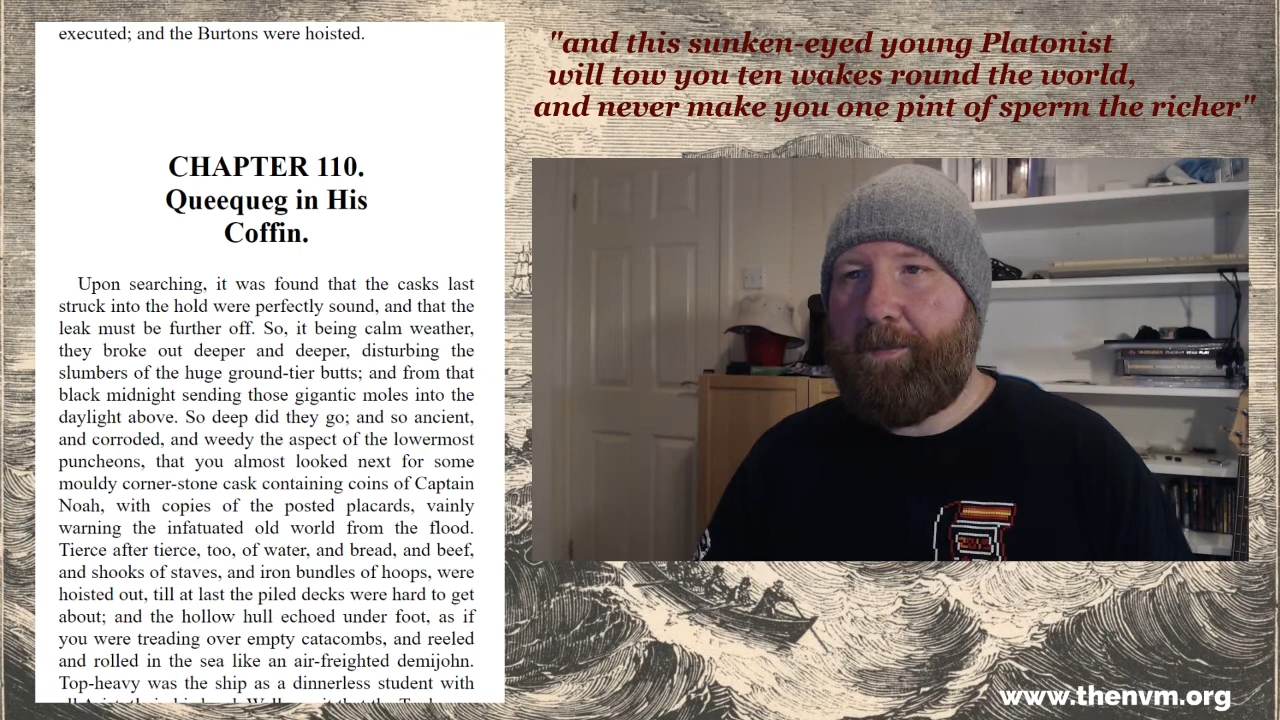 executed; and the Burtons were hoisted.
CHAPTER 110.
Queequeg in His
Coffin.
Upon searching, it was found that the casks last
struck into the hold were perfectly sound, and that the
leak must be further off. So, it being calm weather,
they broke out deeper and deeper, disturbing the
slumbers of the huge ground-tier butts; and from that
black midnight sending those gigantic moles into the
daylight above. So deep did they go; and so ancient,
and corroded, and weedy the aspect of the lowermost
puncheons, that you almost looked next for some
mouldy corner-stone cask containing coins of Captain
Noah, with copies of the posted placards, vainly
warning the infatuated old world from the flood.
Tierce after tierce, too, of water, and bread, and beef,
and shooks of staves, and iron bundles of hoops, were
hoisted out, till at last the piled decks were hard to get
about; and the hollow hull echoed under foot, as if
you were treading over empty catacombs, and reeled
and rolled in the sea like an air-freighted demijohn.
Top-heavy was the ship as a dinnerless student with
"and this sunken-eyed young Platonist
will tow you ten wakes round the world,
and never make you one pint of sperm the richer"
www.thenvm.org